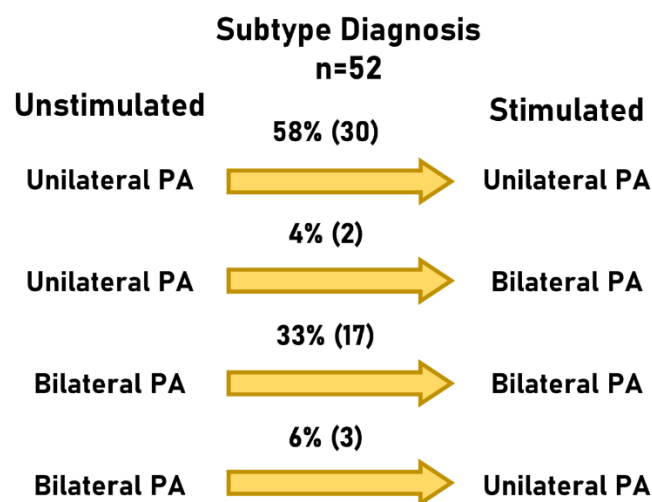 Subtype Diagnosis
n=52
Unstimulated
Stimulated
58% (30)
Unilateral PA
Unilateral PA
4% (2)
Unilateral PA
Bilateral PA
33% (17)
Bilateral PA
Bilateral PA
6% (3)
Bilateral PA
Unilateral PA